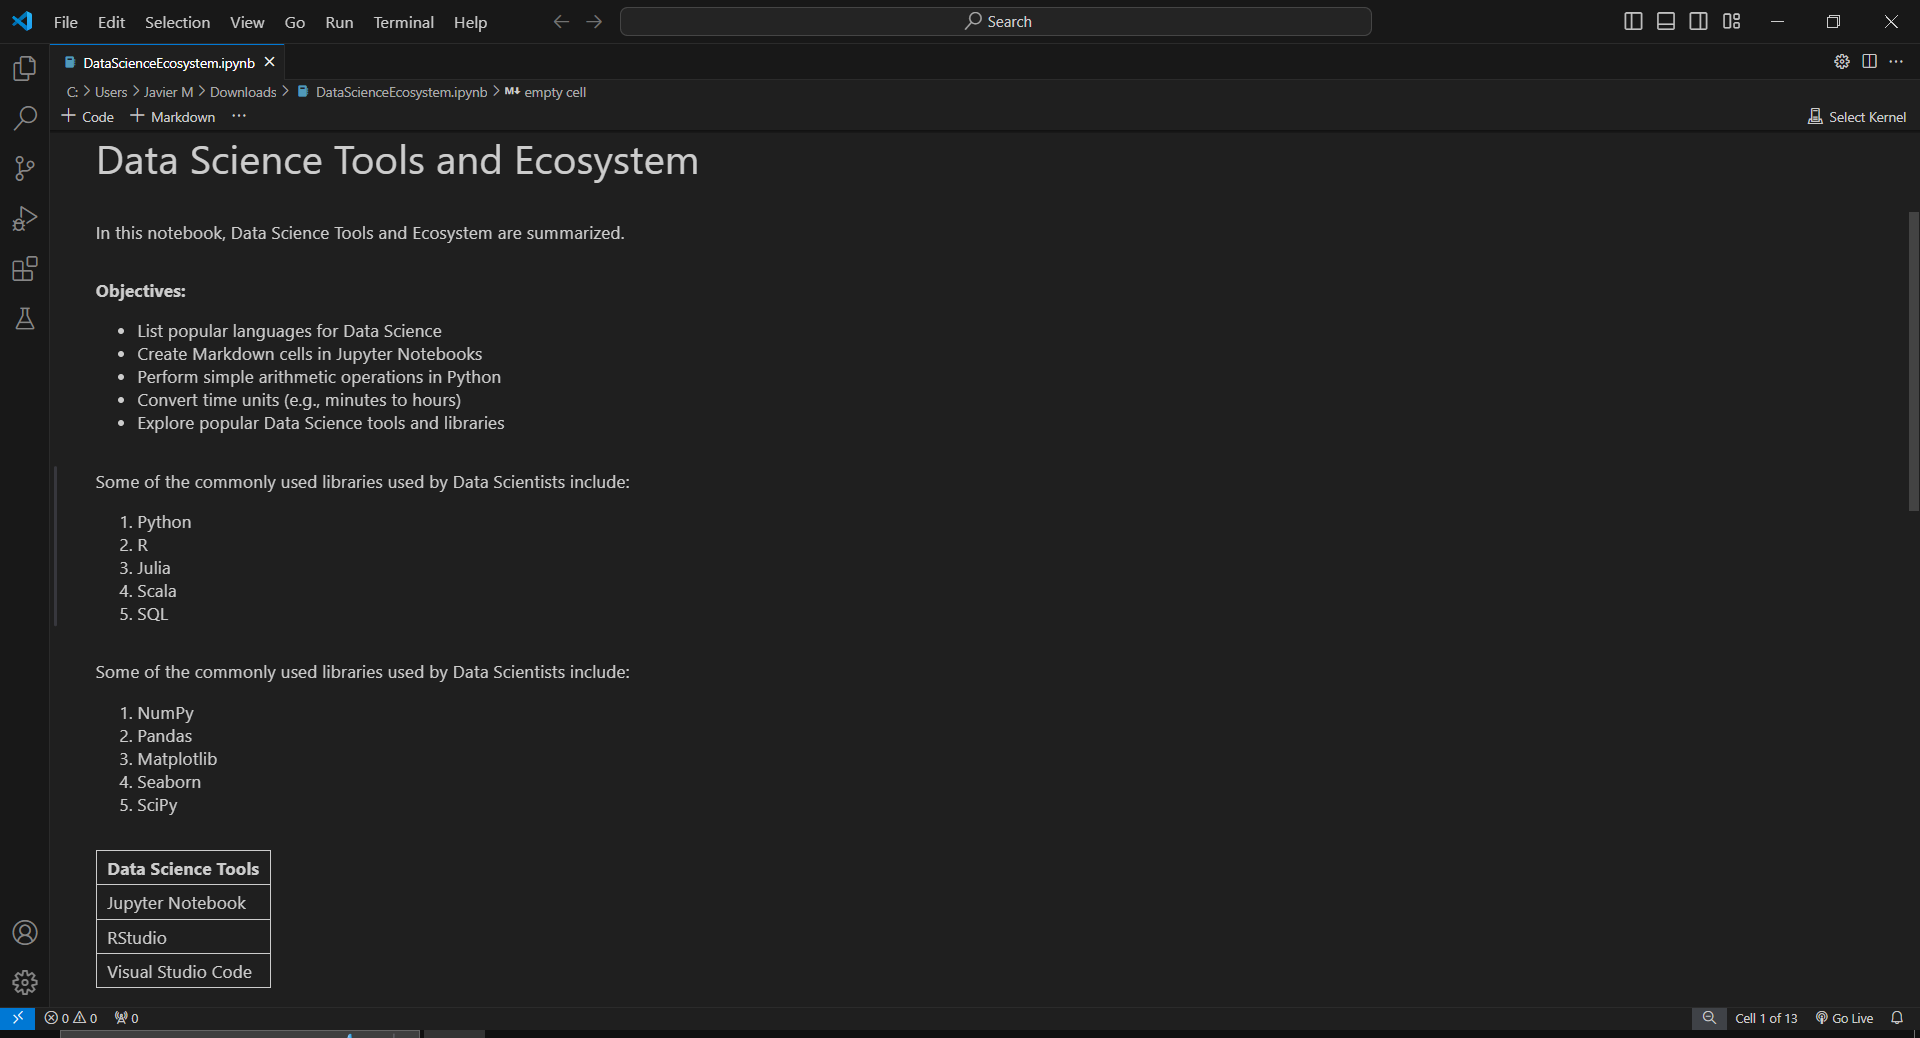 File Edit Selection View Go Run Terminal Help Search
DataScienceEcosystem.ipynb
C: > Users > Javier M > Downloads > DataScienceEcosystem.ipynb > M↓ empty cell
+ Code + Markdown ··· Select Kernel
Data Science Tools and Ecosystem
In this notebook, Data Science Tools and Ecosystem are summarized.
Objectives:
• List popular languages for Data Science
• Create Markdown cells in Jupyter Notebooks
• Perform simple arithmetic operations in Python
• Convert time units (e.g., minutes to hours)
• Explore popular Data Science tools and libraries
Some of the commonly used libraries used by Data Scientists include:
1. Python
2. R
3. Julia
4. Scala
5. SQL
Some of the commonly used libraries used by Data Scientists include:
1. NumPy
2. Pandas
3. Matplotlib
4. Seaborn
5. SciPy
Data Science Tools
Jupyter Notebook
RStudio
Visual Studio Code
0 0 0 Cell 1 of 13 Go Live